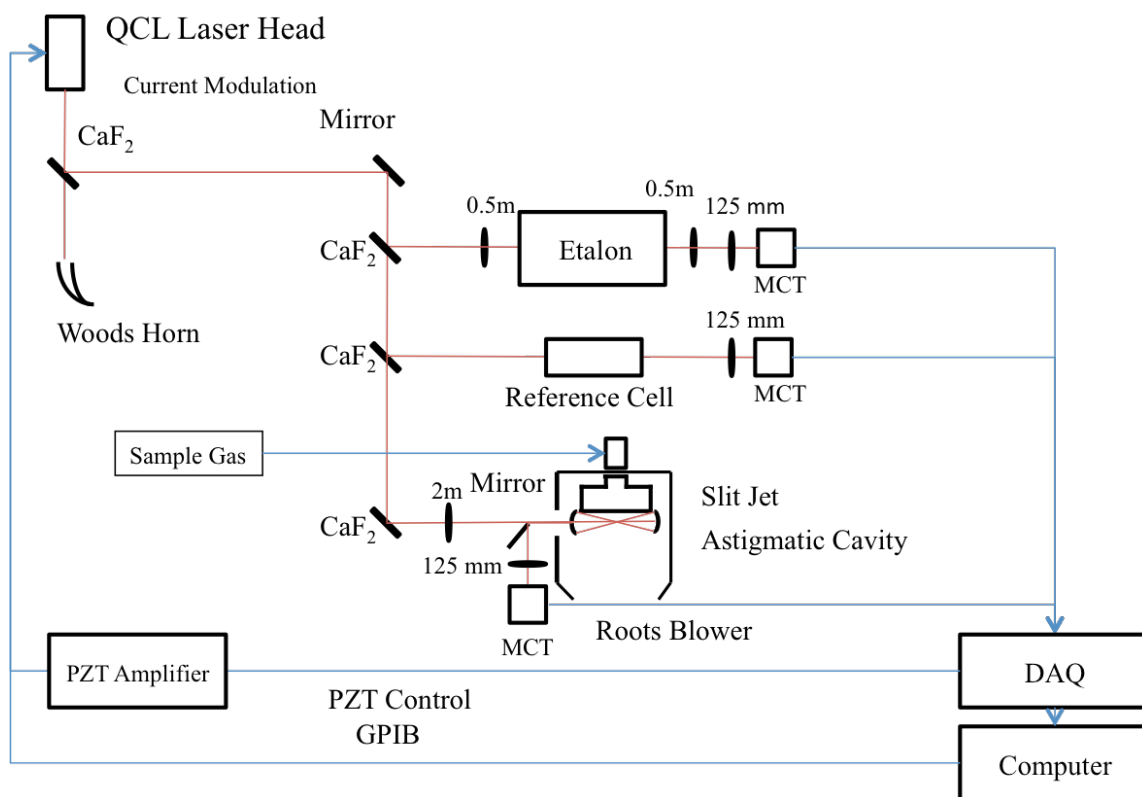 QCL Laser Head
Current Modulation
CaF₂
Mirror
0.5m
0.5m
125 mm
CaF₂
Etalon
MCT
Woods Horn
125 mm
CaF₂
Reference Cell
MCT
Sample Gas
Mirror
2m
Slit Jet
CaF₂
Astigmatic Cavity
125 mm
MCT
Roots Blower
PZT Amplifier
PZT Control
GPIB
DAQ
Computer